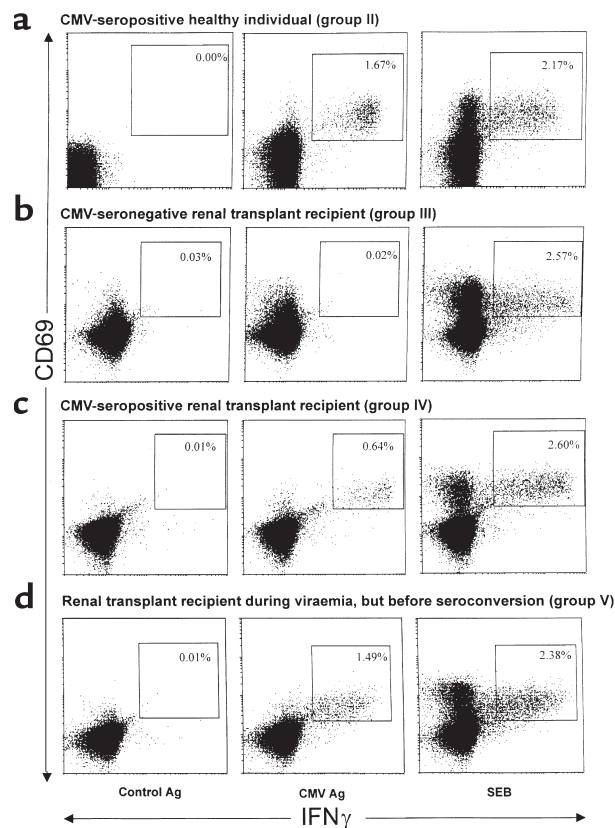 a CMV-seropositive healthy individual (group II)
0.00%
1.67%
2.17%
b CMV-seronegative renal transplant recipient (group III)
0.03%
0.02%
2.57%
c CMV-seropositive renal transplant recipient (group IV)
0.01%
0.64%
2.60%
d Renal transplant recipient during viraemia, but before seroconversion (group V)
0.01%
1.49%
2.38%
CD69
Control Ag
CMV Ag
SEB
IFNγ